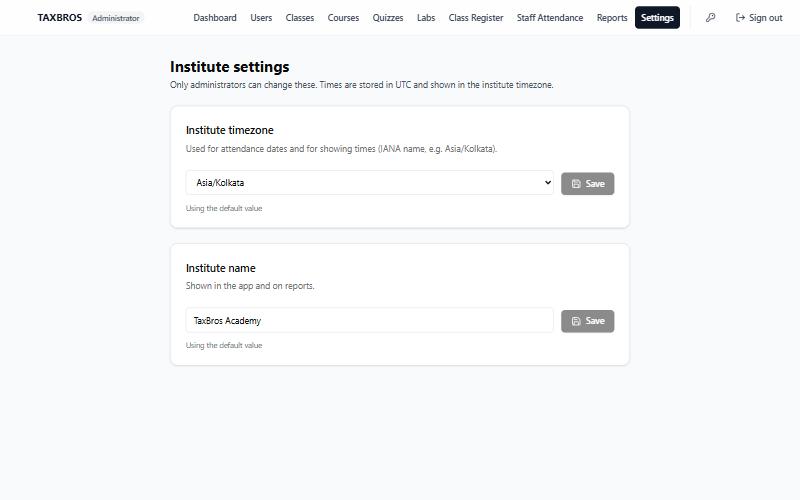 TAXBROS Administrator Dashboard Users Classes Courses Quizzes Labs Class Register Staff Attendance Reports Settings Sign out
Institute settings
Only administrators can change these. Times are stored in UTC and shown in the institute timezone.
Institute timezone
Used for attendance dates and for showing times (IANA name, e.g. Asia/Kolkata).
Asia/Kolkata Save
Using the default value
Institute name
Shown in the app and on reports.
TaxBros Academy Save
Using the default value